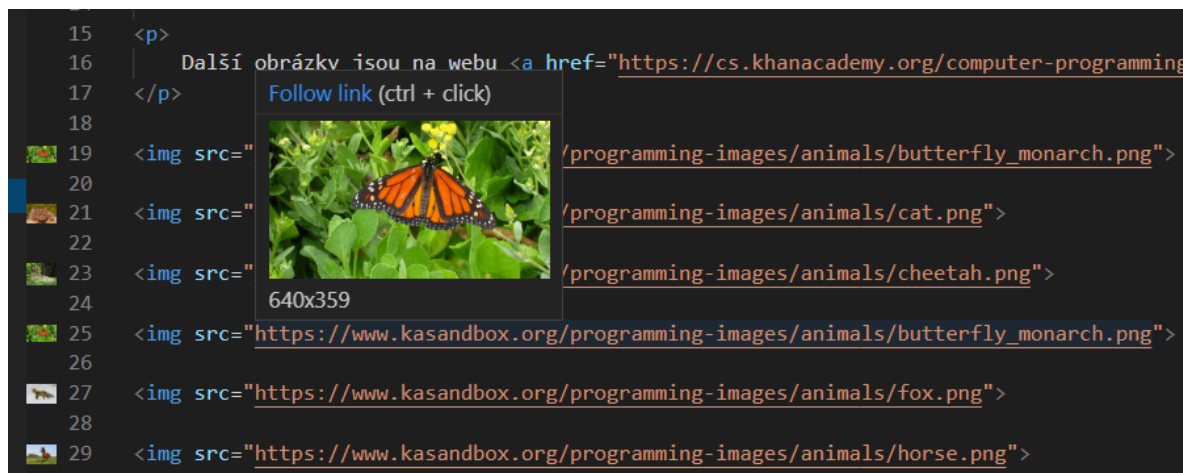 15 <p>
16 Další obrázky jsou na webu <a href="https://cs.khanacademy.org/computer-programming
17 </p>
Follow link (ctrl + click)
18
19 <img src=" /programming-images/animals/butterfly_monarch.png">
20
21 <img src=" /programming-images/animals/cat.png">
22
23 <img src=" /programming-images/animals/cheetah.png">
24
640x359
25 <img src="https://www.kasandbox.org/programming-images/animals/butterfly_monarch.png">
26
27 <img src="https://www.kasandbox.org/programming-images/animals/fox.png">
28
29 <img src="https://www.kasandbox.org/programming-images/animals/horse.png">